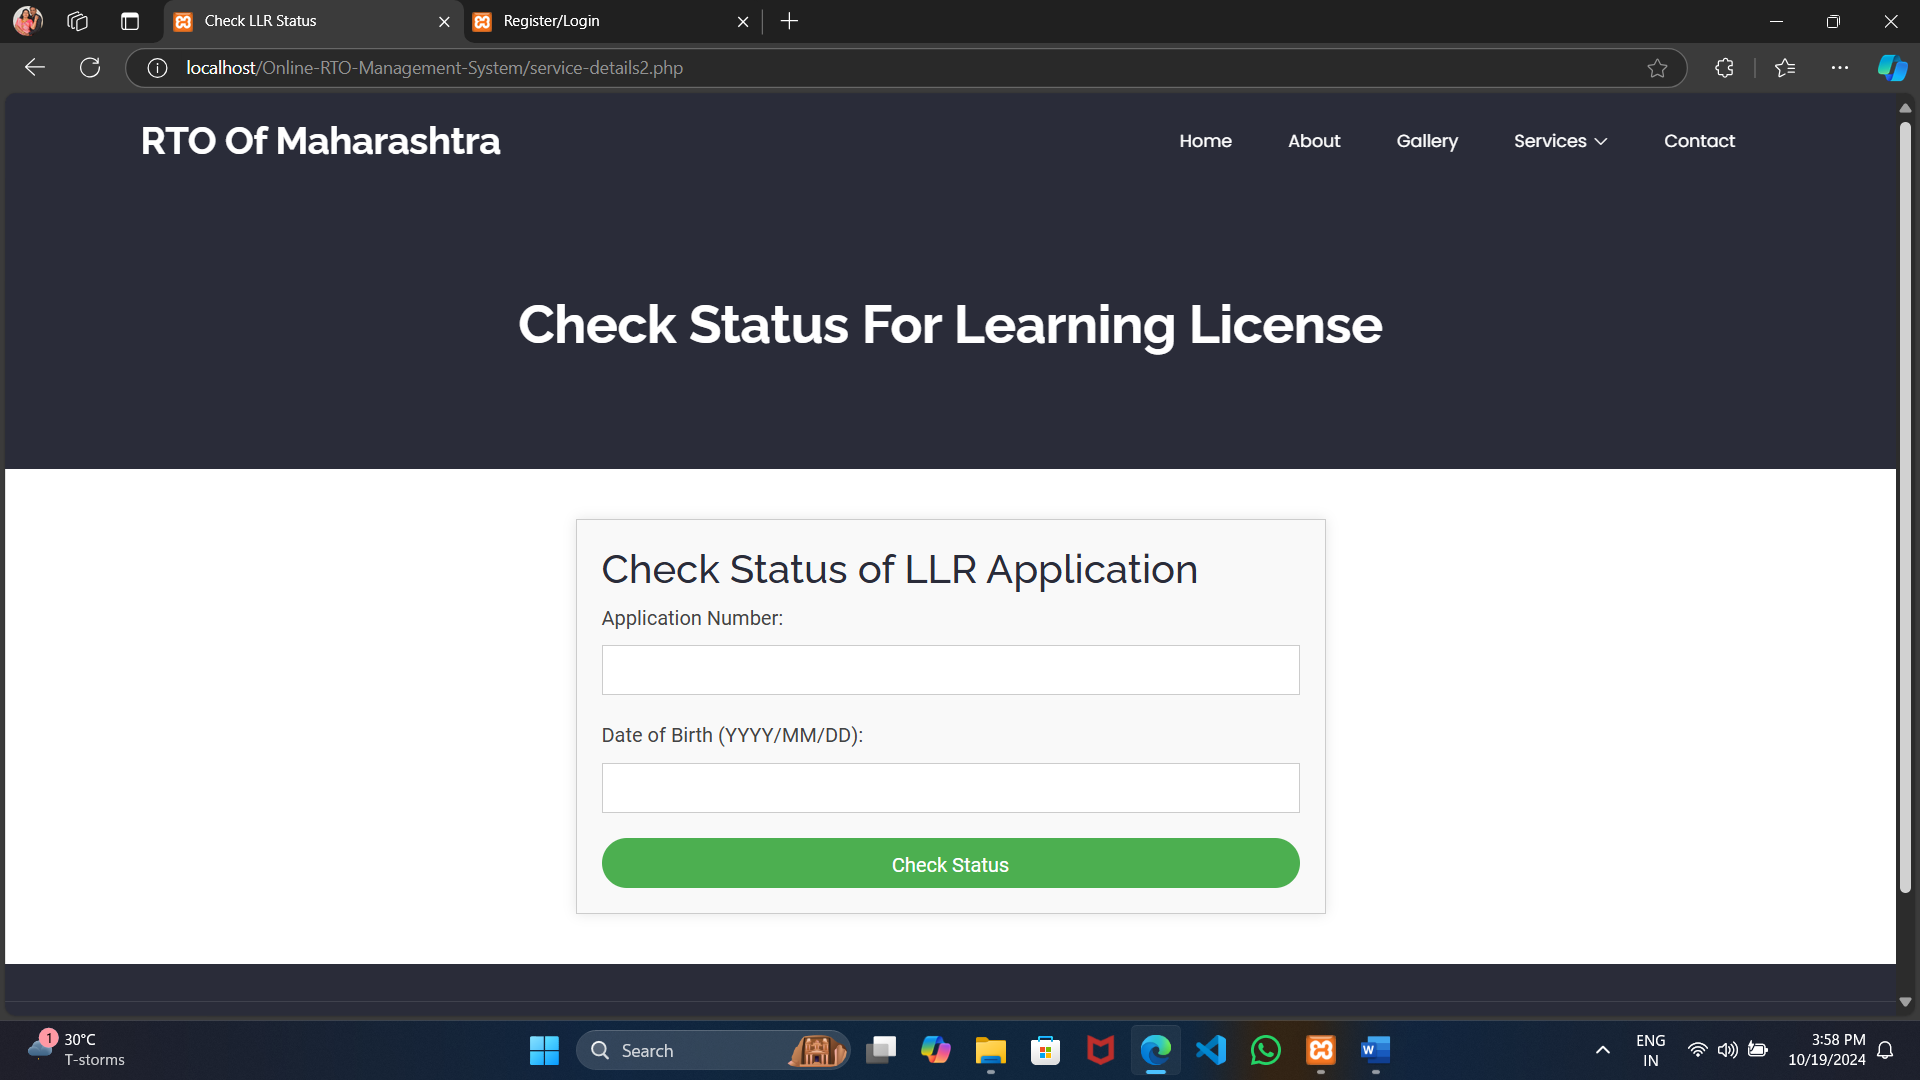 Check LLR Status
Register/Login
localhost/Online-RTO-Management-System/service-details2.php
RTO Of Maharashtra
Home
About
Gallery
Services
Contact
Check Status For Learning License
Check Status of LLR Application
Application Number:
Date of Birth (YYYY/MM/DD):
Check Status
1
30°C
T-storms
Search
W
ENG
IN
3:58 PM
10/19/2024